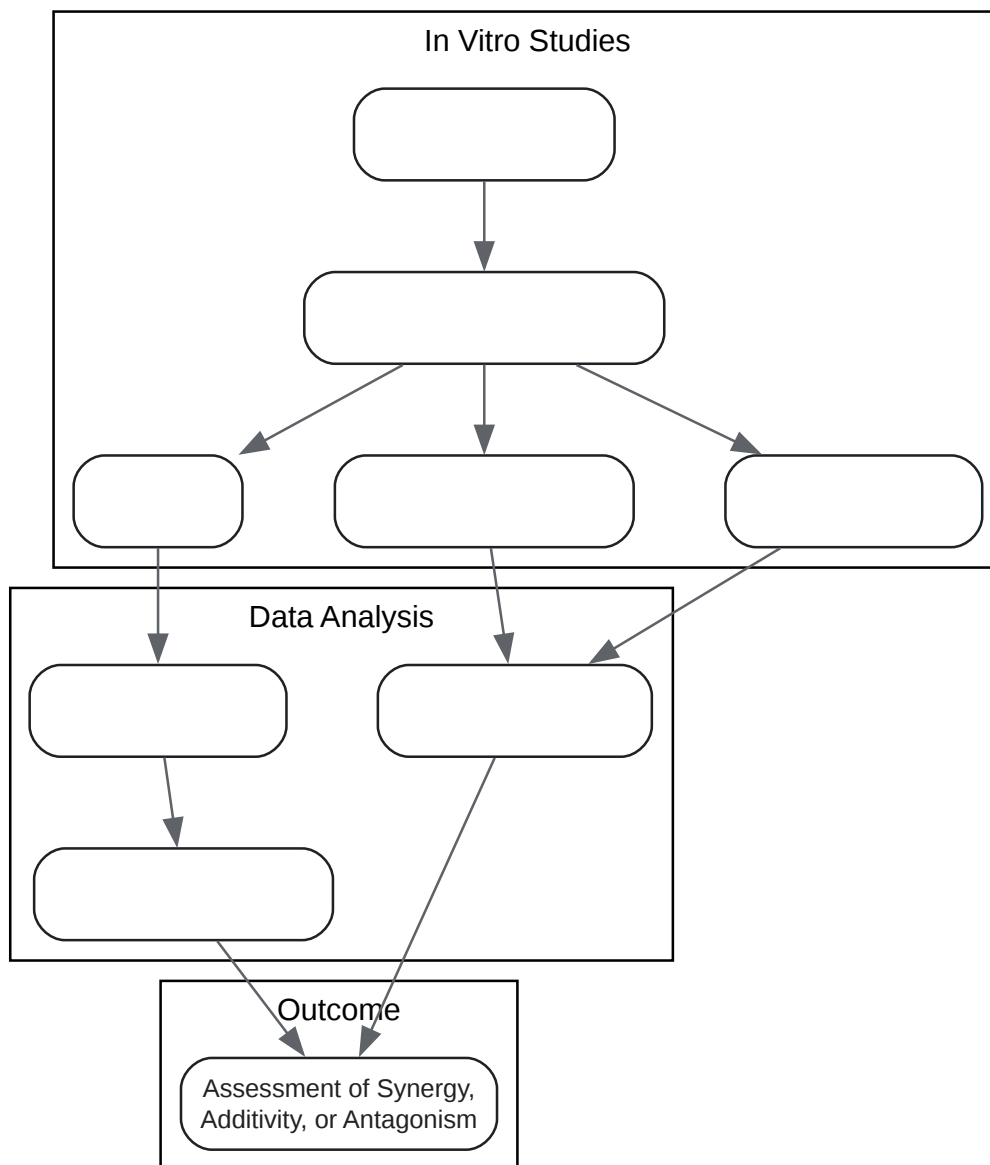 In Vitro Studies
Data Analysis
Outcome
Assessment of Synergy,
Additivity, or Antagonism